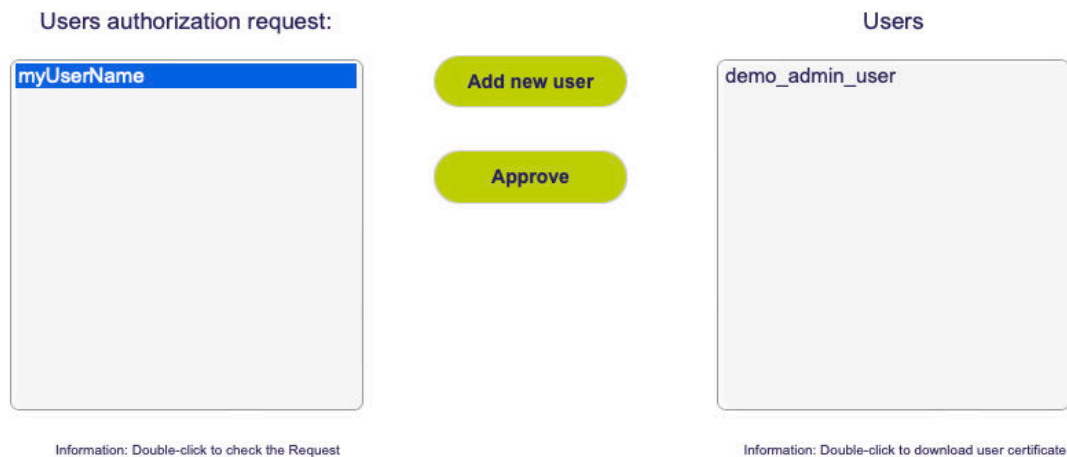 Users authorization request:
myUserName
Information: Double-click to check the Request
Add new user
Approve
Users
demo_admin_user
Information: Double-click to download user certificate